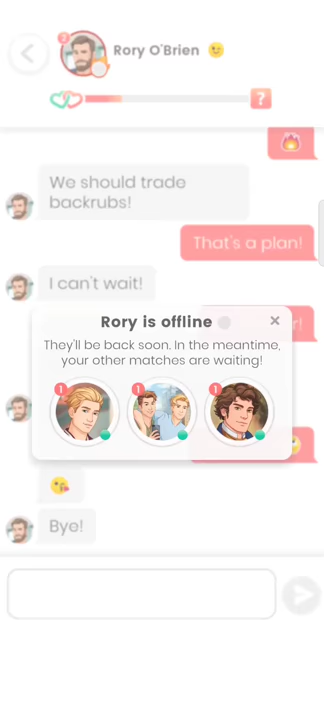 2
Rory O'Brien 😉
?
🔥
We should trade
backrubs!
That's a plan!
I can't wait!
r!
Rory is offline
×
They'll be back soon. In the meantime,
your other matches are waiting!
1
1
1
😘
Bye!